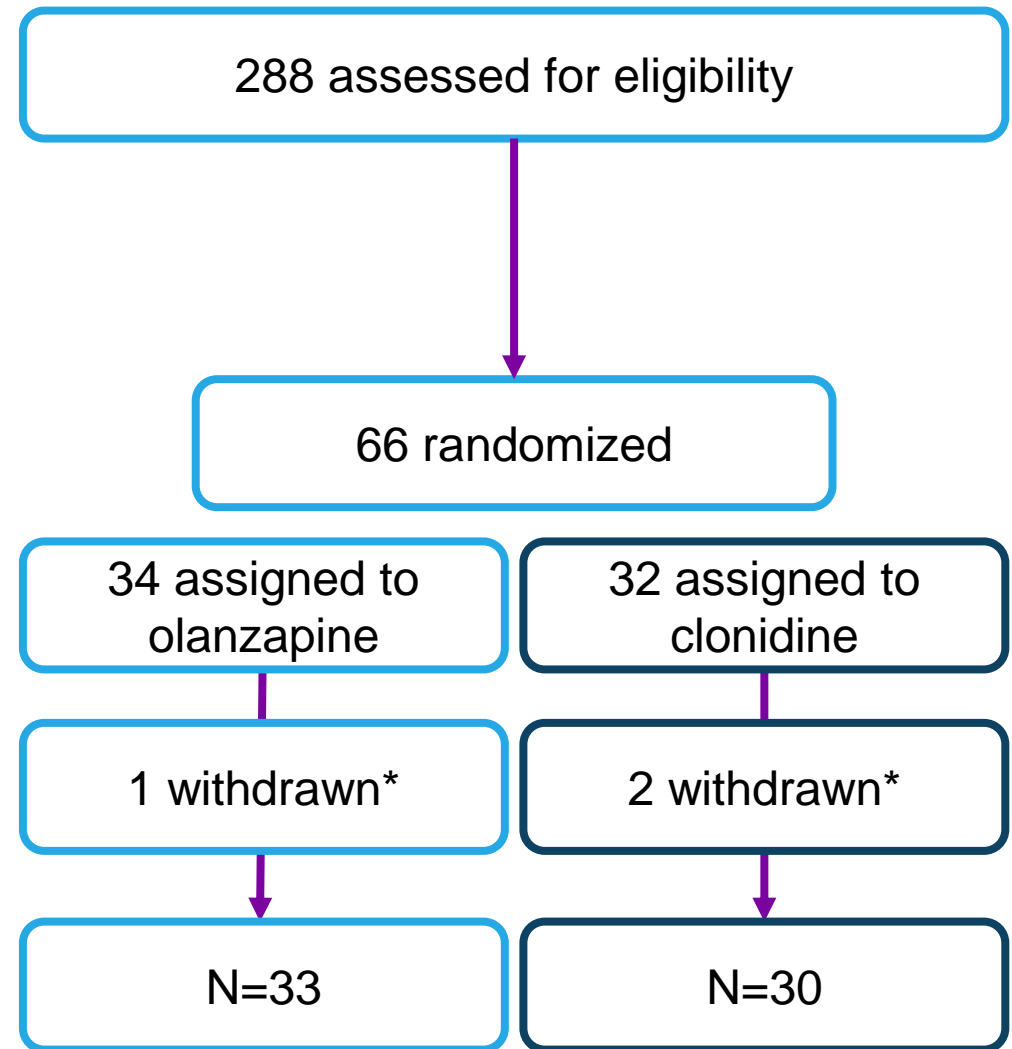 288 assessed for eligibility
66 randomized
34 assigned to
olanzapine
32 assigned to
clonidine
1 withdrawn*
2 withdrawn*
N=33
N=30